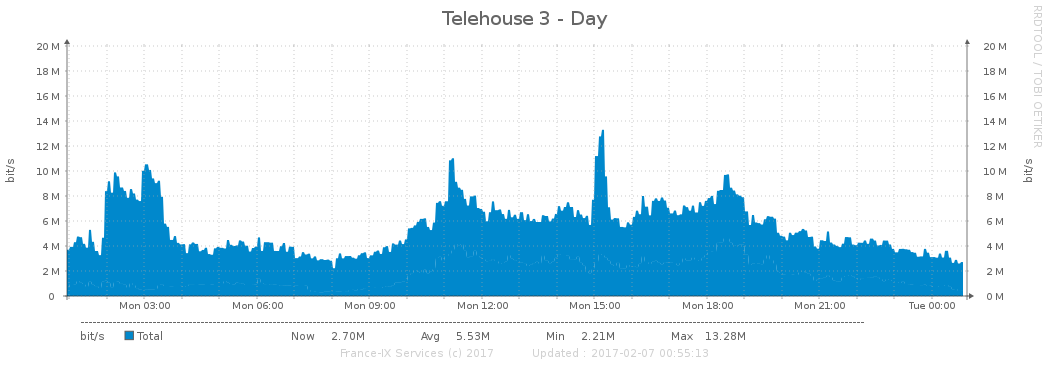 Telehouse 3 - Day
RRDTOOL / TOBI OETIKER
bit/s
20 M 20 M
18 M 18 M
16 M 16 M
14 M 14 M
12 M 12 M
10 M 10 M
8 M 8 M
6 M 6 M
4 M 4 M
2 M 2 M
0 0 M
bit/s
Mon 03:00 Mon 06:00 Mon 09:00 Mon 12:00 Mon 15:00 Mon 18:00 Mon 21:00 Tue 00:00
bit/s Total Now 2.70M Avg 5.53M Min 2.21M Max 13.28M
France-IX Services (c) 2017 Updated : 2017-02-07 00:55:13